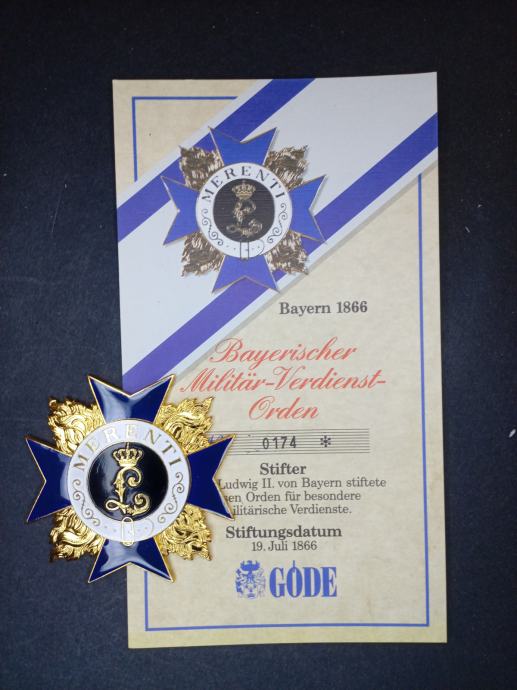 MERENTI
Bayern 1866
Bayerischer
Militär-Verdienst-
Orden
0174 *
Stifter
Ludwig II. von Bayern stiftete
Orden für besondere
Verdienste.
Stiftungsdatum
19. Juli 1866
GÖDE
MERENTI